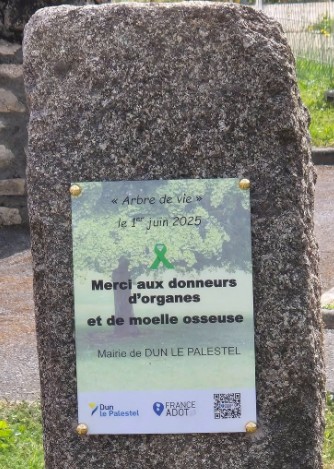 « Arbre de vie »
le 1er juin 2025
Merci aux donneurs
d'organes
et de moelle osseuse
Mairie de DUN LE PALESTEL
Dun
le Palestel
FRANCE
ADOT